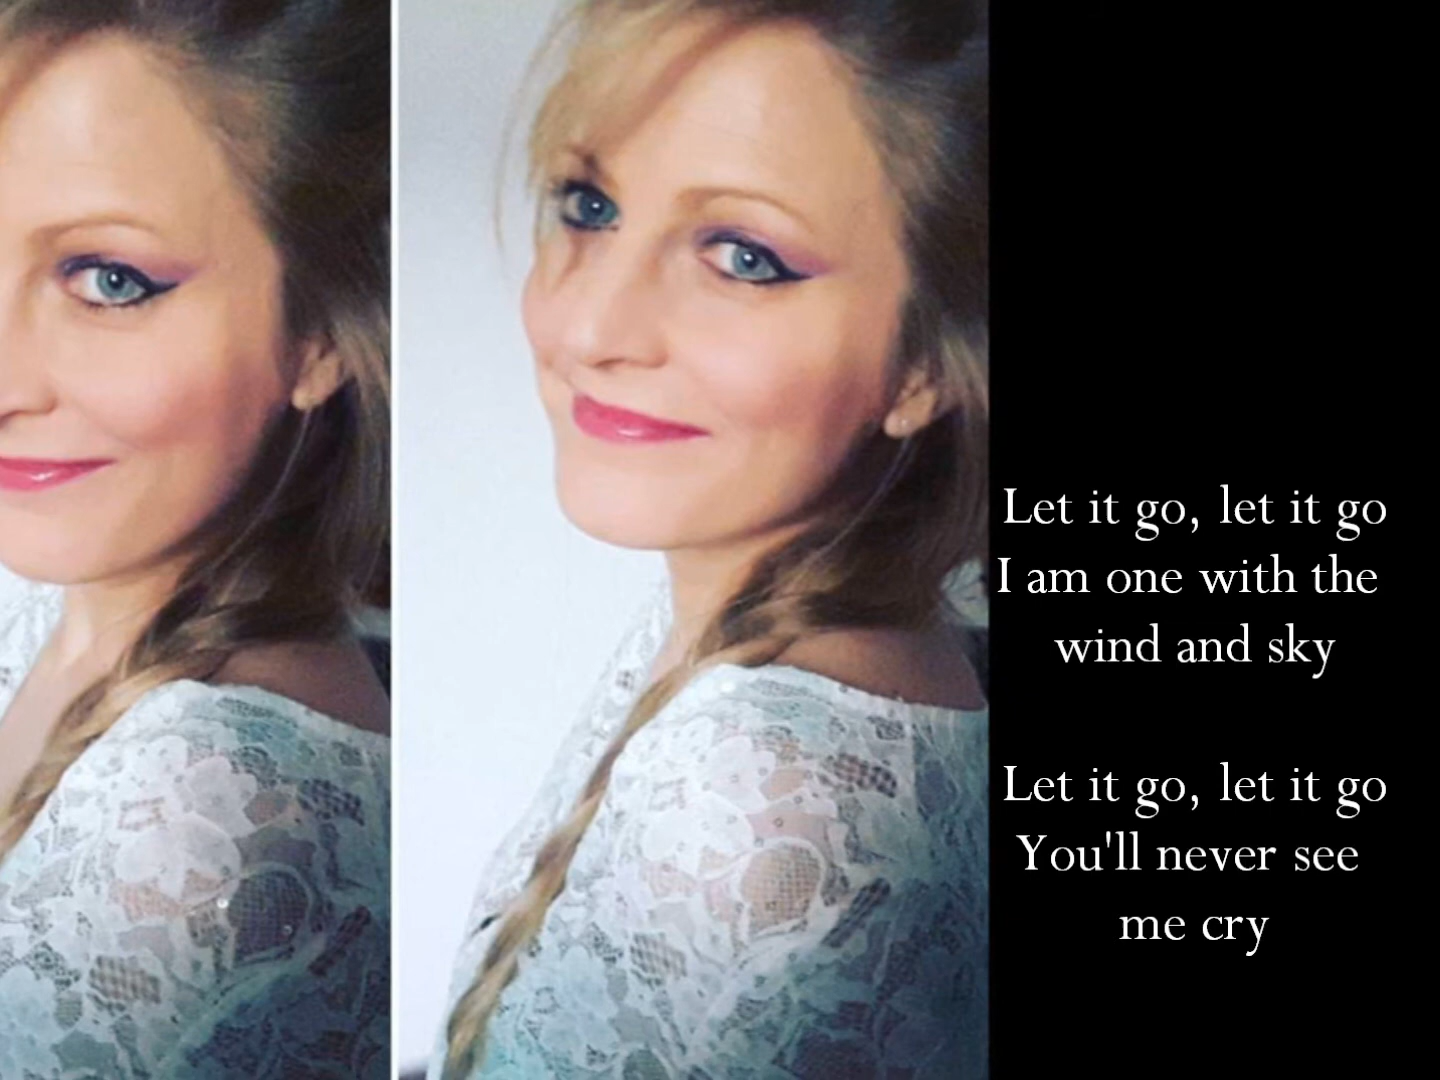 Let it go, let it go
I am one with the
wind and sky
Let it go, let it go
You'll never see
me cry